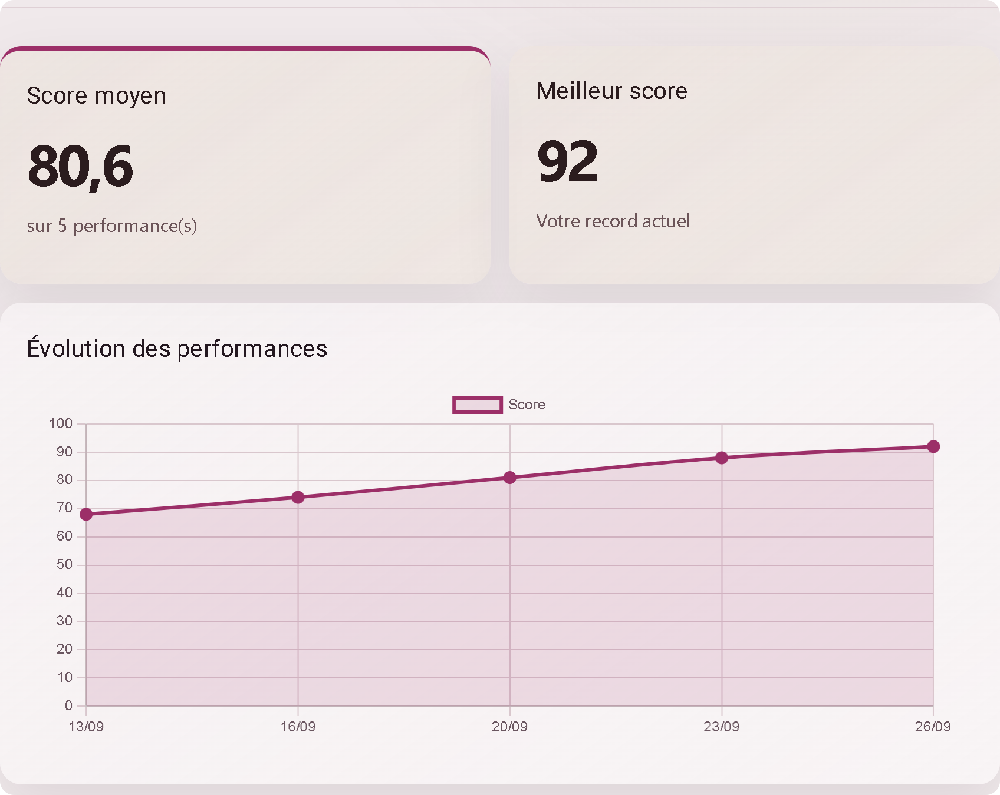 Score moyen
80,6
sur 5 performance(s)
Meilleur score
92
Votre record actuel
Évolution des performances
Score
100
90
80
70
60
50
40
30
20
10
0
13/09 16/09 20/09 23/09 26/09